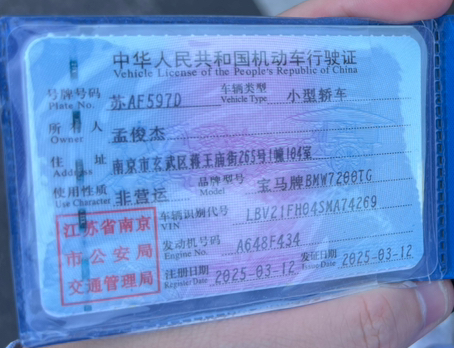 中华人民共和国机动车行驶证
Vehicle License of the People's Republic of China
号牌号码 苏AF597D 车辆类型 小型轿车
Plate No. Vehicle Type
所有人 孟俊杰
Owner
住址 南京市玄武区蒋王庙街265号1幢104室
Address
使用性质 非营运 品牌型号 宝马牌BMW7200TG
Use Character Model
江苏省南京
市公安局
交通管理局
车辆识别代号 LBV21FH04SMA74269
VIN
发动机号码 A648F434
Engine No.
注册日期 2025-03-12 发证日期 2025-03-12
Register Date Issue Date